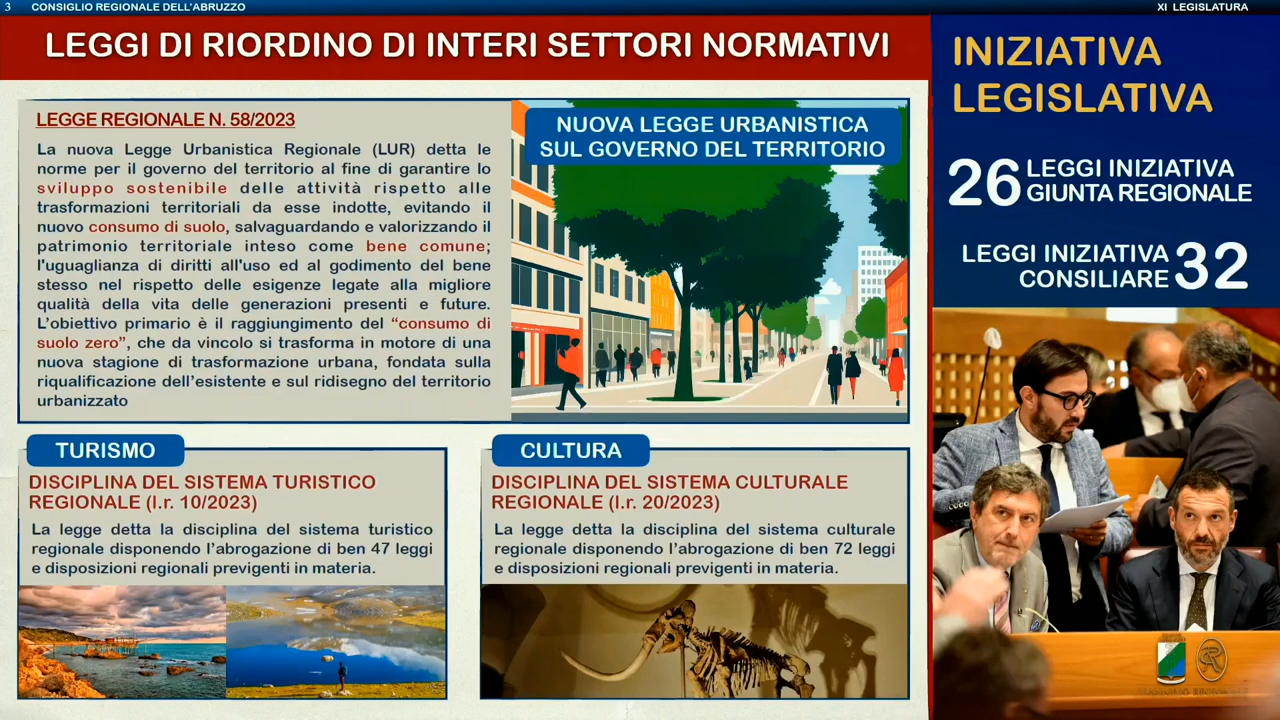 3 CONSIGLIO REGIONALE DELL'ABRUZZO
XI LEGISLATURA
LEGGI DI RIORDINO DI INTERI SETTORI NORMATIVI
LEGGE REGIONALE N. 58/2023
La nuova Legge Urbanistica Regionale (LUR) detta le
norme per il governo del territorio al fine di garantire lo
sviluppo sostenibile delle attività rispetto alle
trasformazioni territoriali da esse indotte, evitando il
nuovo consumo di suolo, salvaguardando e valorizzando il
patrimonio territoriale inteso come bene comune;
l'uguaglianza di diritti all'uso ed al godimento del bene
stesso nel rispetto delle esigenze legate alla migliore
qualità della vita delle generazioni presenti e future.
L'obiettivo primario è il raggiungimento del “consumo di
suolo zero”, che da vincolo si trasforma in motore di una
nuova stagione di trasformazione urbana, fondata sulla
riqualificazione dell'esistente e sul ridisegno del territorio
urbanizzato
NUOVA LEGGE URBANISTICA
SUL GOVERNO DEL TERRITORIO
TURISMO
DISCIPLINA DEL SISTEMA TURISTICO
REGIONALE (l.r. 10/2023)
La legge detta la disciplina del sistema turistico
regionale disponendo l'abrogazione di ben 47 leggi
e disposizioni regionali previgenti in materia.
CULTURA
DISCIPLINA DEL SISTEMA CULTURALE
REGIONALE (l.r. 20/2023)
La legge detta la disciplina del sistema culturale
regionale disponendo l'abrogazione di ben 72 leggi
e disposizioni regionali previgenti in materia.
INIZIATIVA
LEGISLATIVA
26 LEGGI INIZIATIVA
GIUNTA REGIONALE
LEGGI INIZIATIVA
CONSILIARE 32